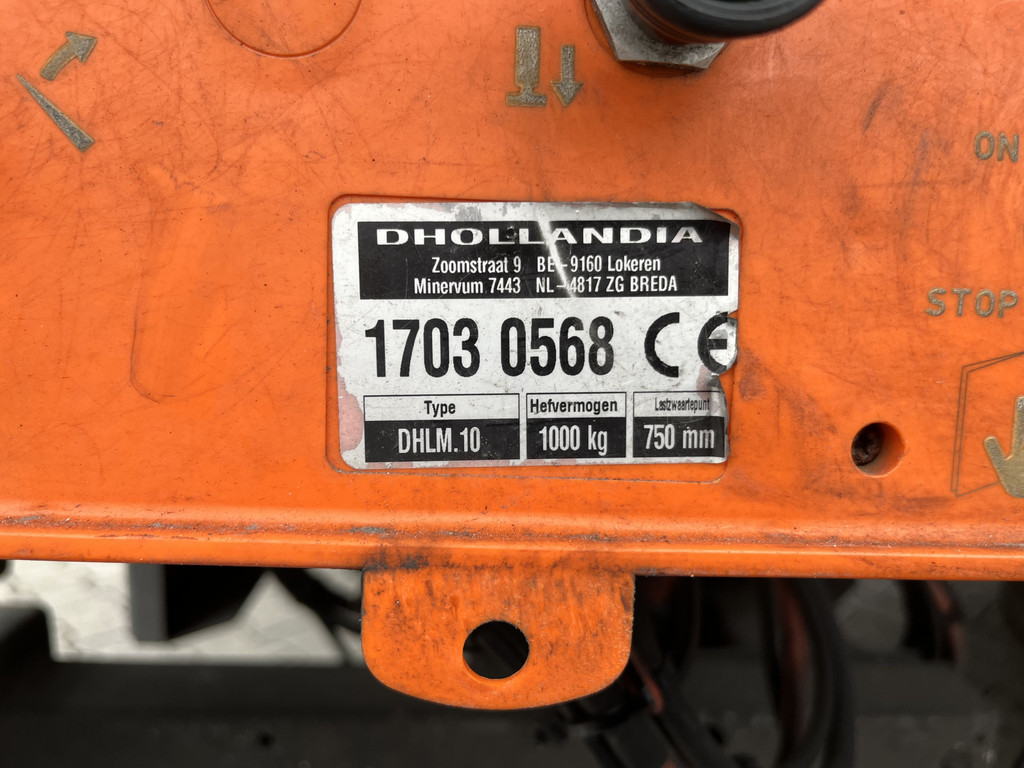 ON
STOP
DHOLLANDIA
Zoomstraat 9 BE-9160 Lokeren
Minervum 7443 NL-4817 ZG BREDA
1703 0568 CE
Type Hefvermogen Lastzwaartepunt
DHLM.10 1000 kg 750 mm